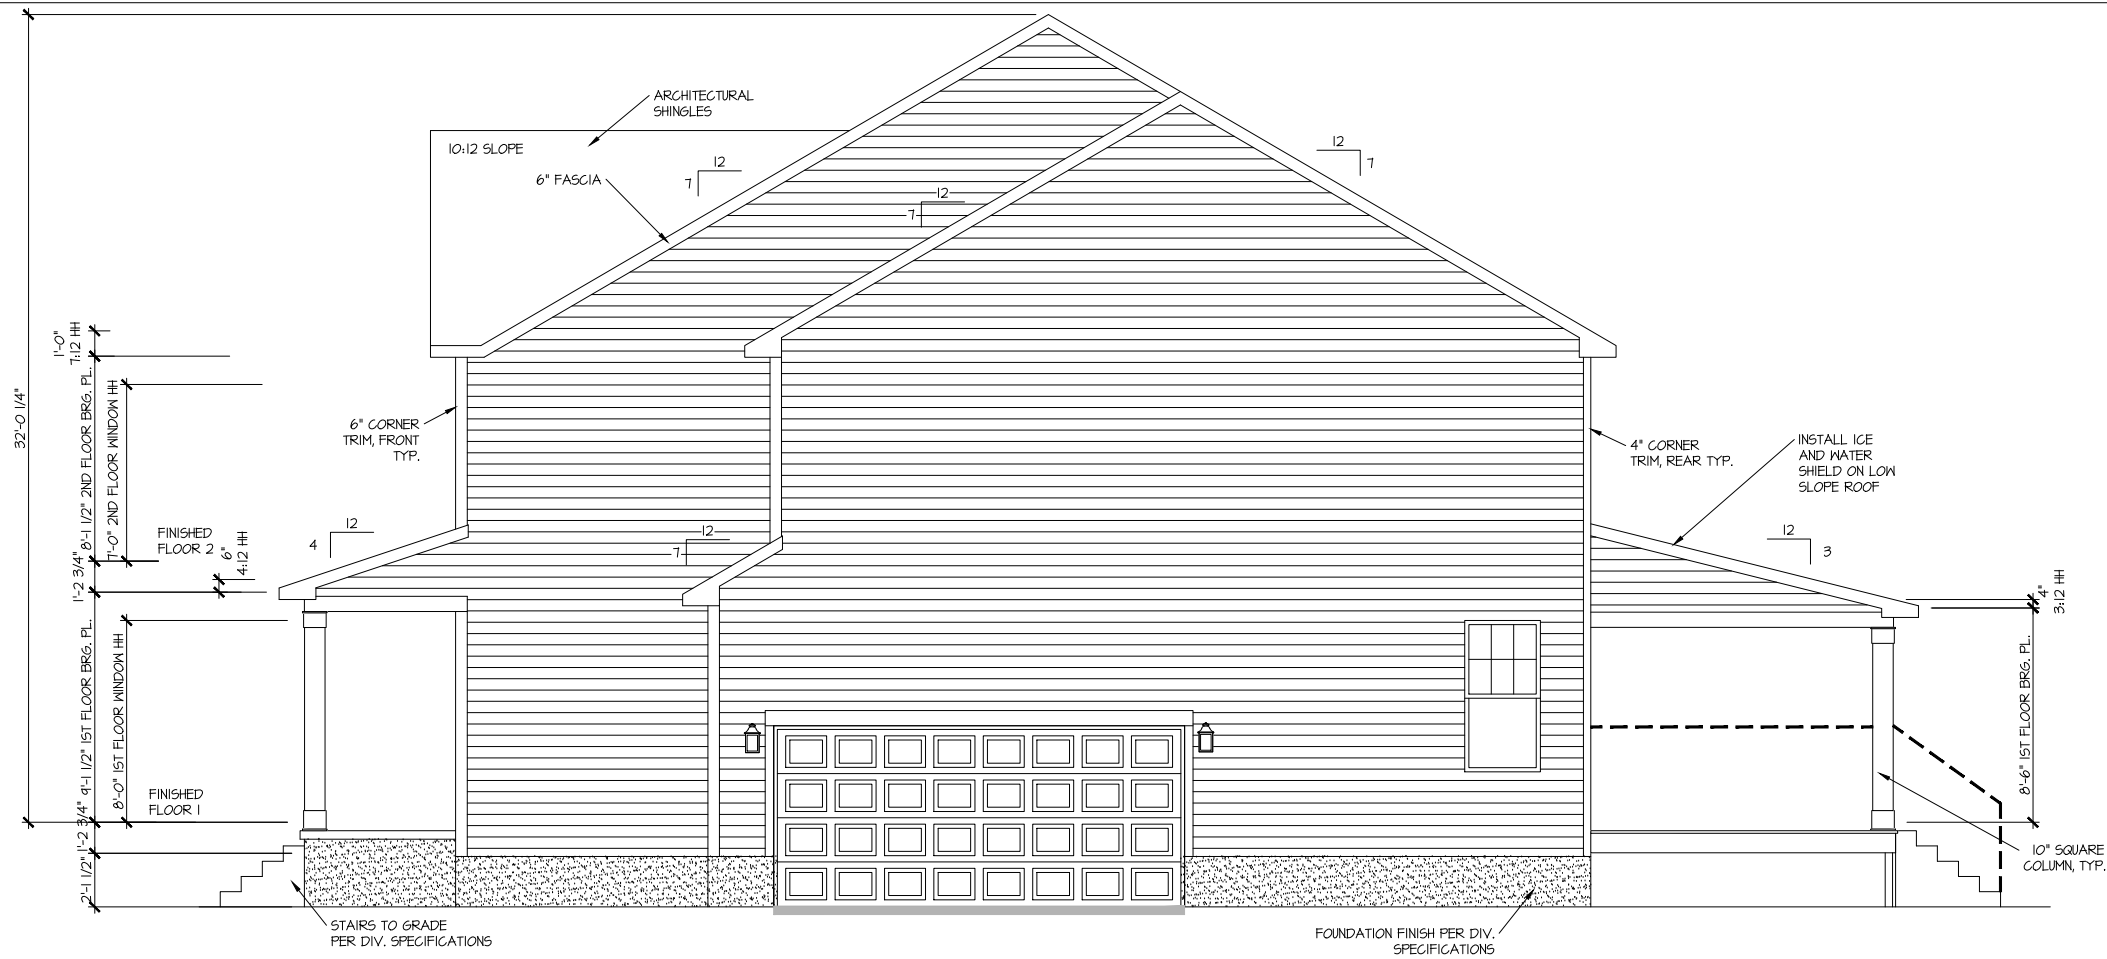 ARCHITECTURAL
SHINGLES
10:12 SLOPE
6" FASCIA
12
7
12
7
12
7
32'-0 1/4"
1'-0"
7:12 HH
8'-1 1/2" 2ND FLOOR BRG. PL.
7'-0" 2ND FLOOR WINDOW HH
6" CORNER
TRIM, FRONT
TYP.
4" CORNER
TRIM, REAR TYP.
INSTALL ICE
AND WATER
SHIELD ON LOW
SLOPE ROOF
FINISHED
FLOOR 2
6"
4:12 HH
1'-2 3/4"
12
4
12
7
12
3
4"
3:12 HH
9'-1 1/2" 1ST FLOOR BRG. PL.
8'-0" 1ST FLOOR WINDOW HH
8'-6" 1ST FLOOR BRG. PL.
FINISHED
FLOOR 1
1'-2 3/4"
2'-1 1/2"
10" SQUARE
COLUMN, TYP.
STAIRS TO GRADE
PER DIV. SPECIFICATIONS
FOUNDATION FINISH PER DIV.
SPECIFICATIONS